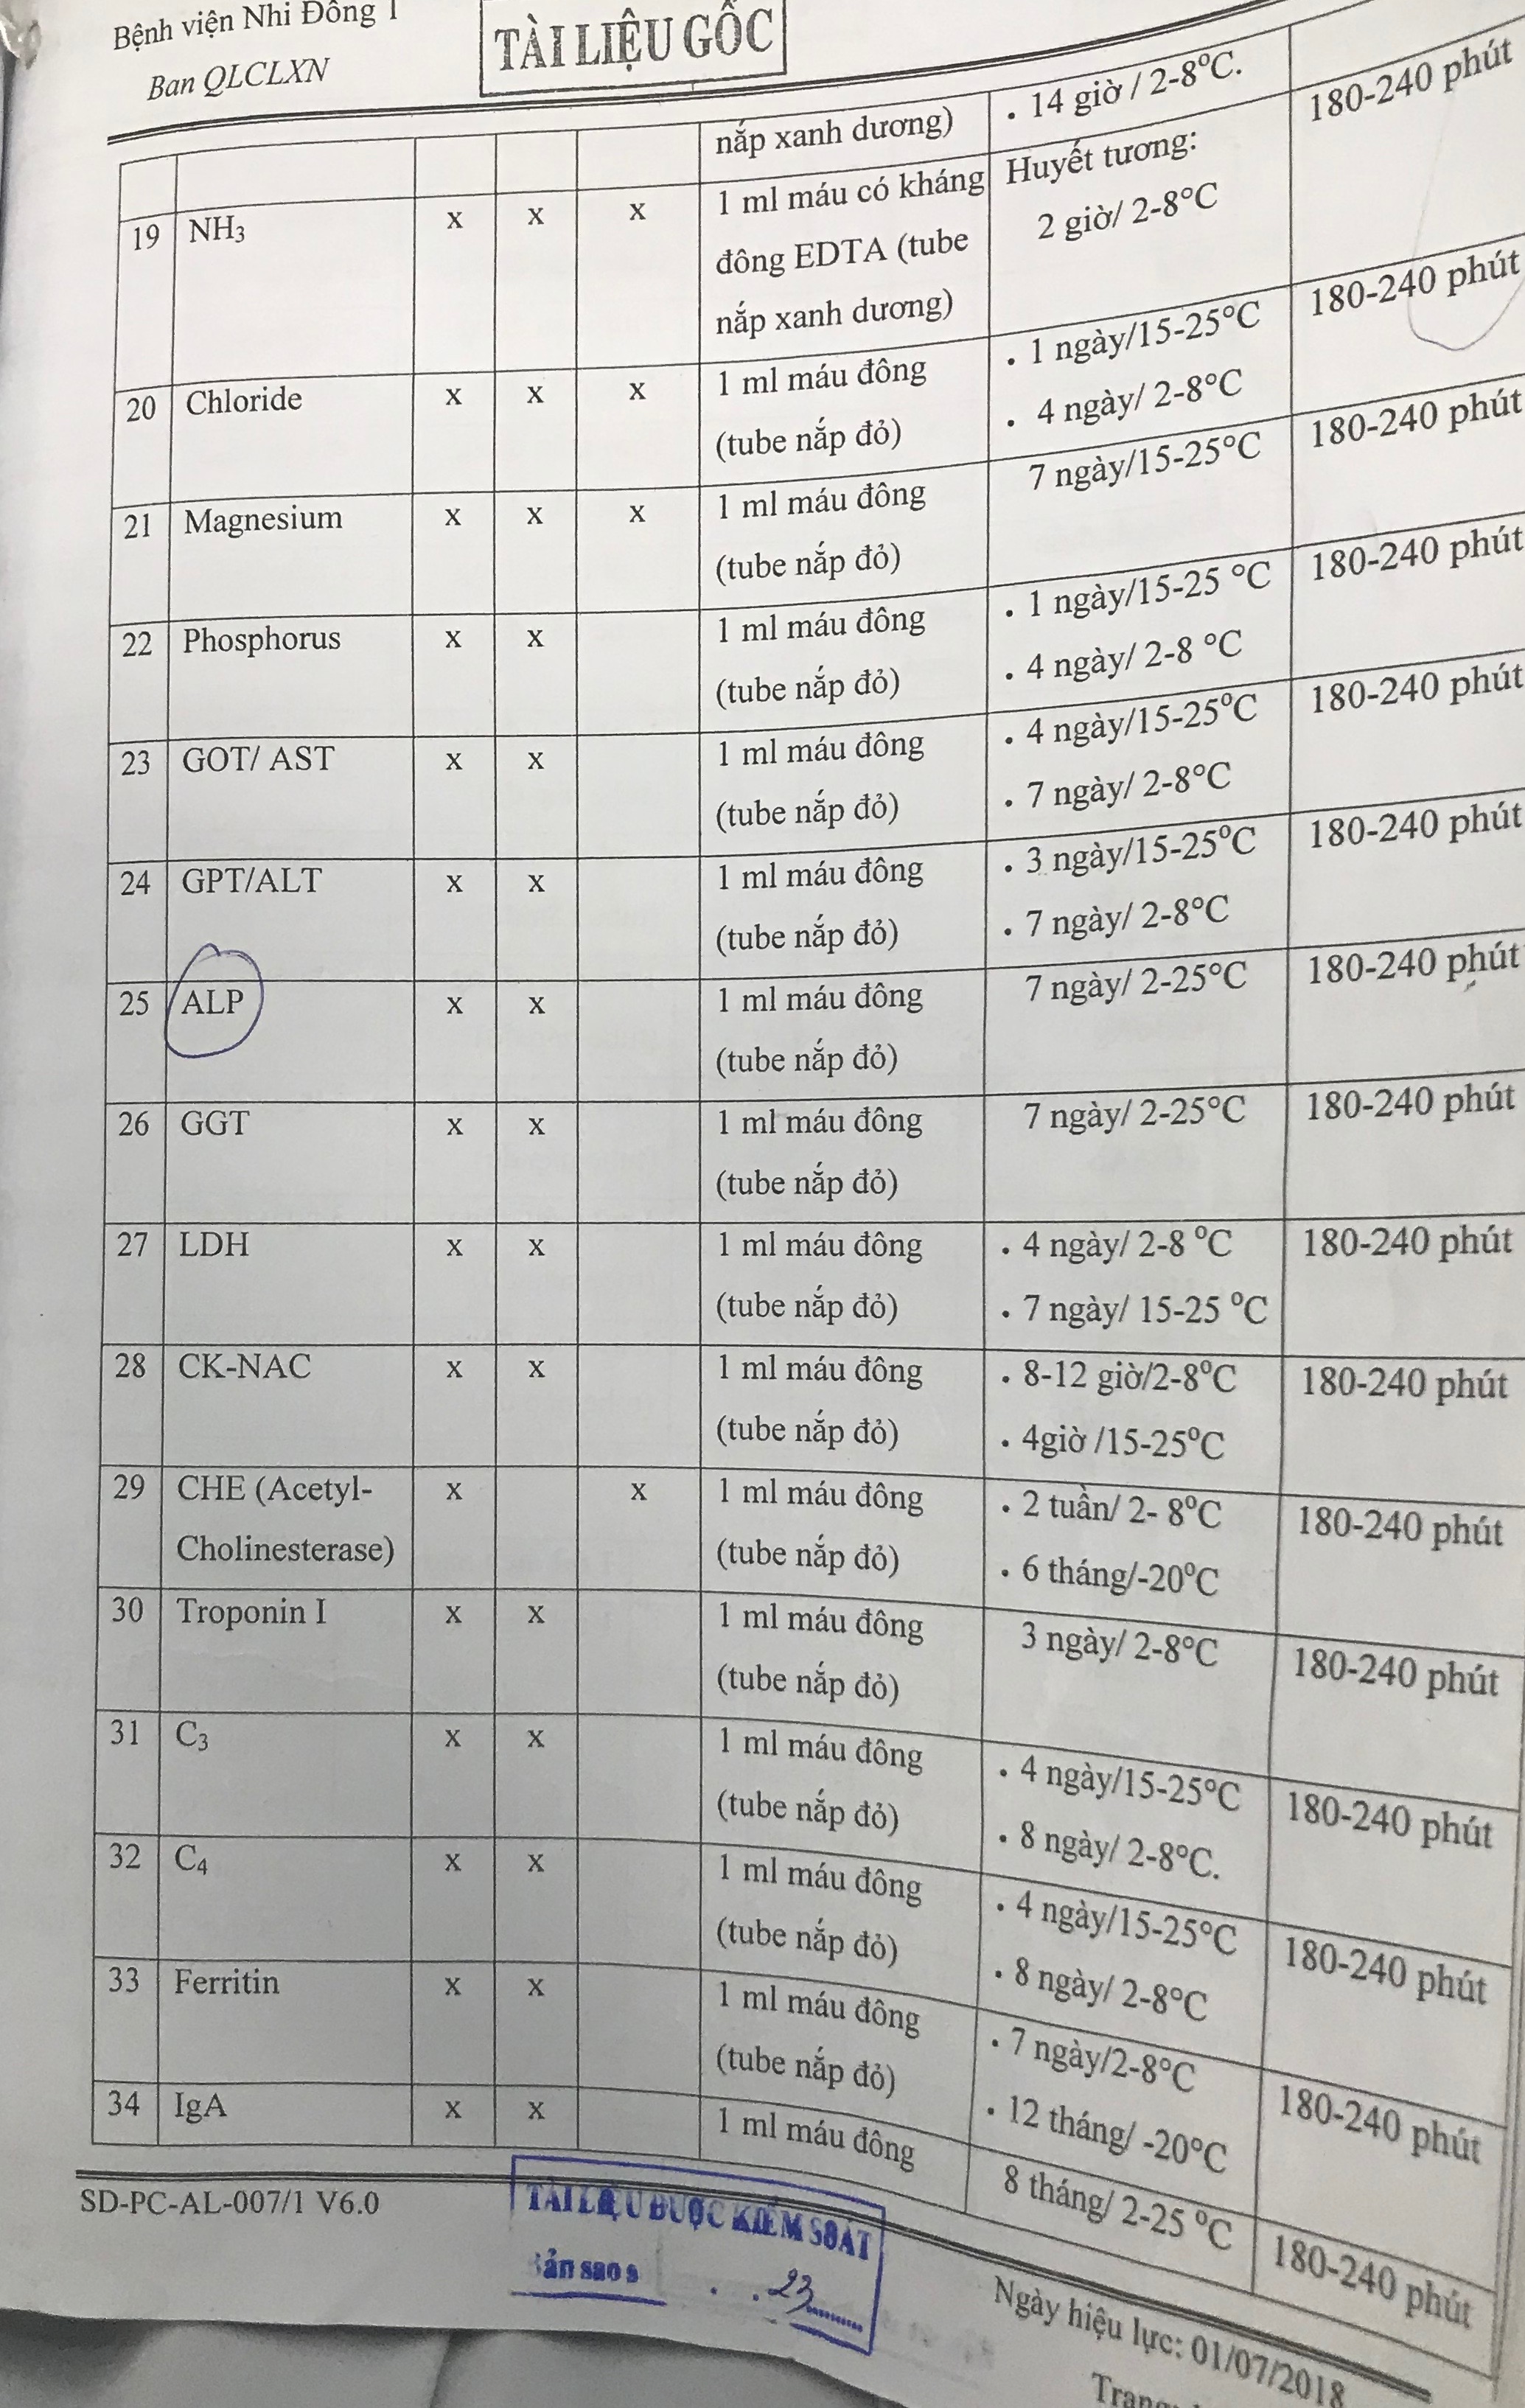 Bệnh viện Nhi Đồng 1
Ban QLCLXN
TÀI LIỆU GỐC
nắp xanh dương)
. 14 giờ / 2-8°C.
19 NH₃ x x x 1 ml máu có kháng Huyết tương: 180-240 phút
đông EDTA (tube 2 giờ/ 2-8°C
nắp xanh dương)
20 Chloride x x x 1 ml máu đông . 1 ngày/15-25°C 180-240 phút
(tube nắp đỏ) . 4 ngày/ 2-8°C
21 Magnesium x x x 1 ml máu đông 7 ngày/15-25°C 180-240 phút
(tube nắp đỏ)
22 Phosphorus x x 1 ml máu đông . 1 ngày/15-25 °C 180-240 phút
(tube nắp đỏ) . 4 ngày/ 2-8 °C
23 GOT/ AST x x 1 ml máu đông . 4 ngày/15-25°C 180-240 phút
(tube nắp đỏ) . 7 ngày/ 2-8°C
24 GPT/ALT x x 1 ml máu đông . 3 ngày/15-25°C 180-240 phút
(tube nắp đỏ) . 7 ngày/ 2-8°C
25 ALP x x 1 ml máu đông 7 ngày/ 2-25°C 180-240 phút
(tube nắp đỏ)
26 GGT x x 1 ml máu đông 7 ngày/ 2-25°C 180-240 phút
(tube nắp đỏ)
27 LDH x x 1 ml máu đông . 4 ngày/ 2-8 °C 180-240 phút
(tube nắp đỏ) . 7 ngày/ 15-25 °C
28 CK-NAC x x 1 ml máu đông . 8-12 giờ/2-8°C 180-240 phút
(tube nắp đỏ) . 4giờ /15-25°C
29 CHE (Acetyl- x x 1 ml máu đông . 2 tuần/ 2- 8°C 180-240 phút
Cholinesterase) (tube nắp đỏ) . 6 tháng/-20°C
30 Troponin I x x 1 ml máu đông 3 ngày/ 2-8°C 180-240 phút
(tube nắp đỏ)
31 C₃ x x 1 ml máu đông . 4 ngày/15-25°C 180-240 phút
(tube nắp đỏ) . 8 ngày/ 2-8°C.
32 C₄ x x 1 ml máu đông . 4 ngày/15-25°C 180-240 phút
(tube nắp đỏ) . 8 ngày/ 2-8°C
33 Ferritin x x 1 ml máu đông . 7 ngày/2-8°C 180-240 phút
(tube nắp đỏ) . 12 tháng/ -20°C
34 IgA x x 1 ml máu đông 8 tháng/ 2-25 °C 180-240 phút
SD-PC-AL-007/1 V6.0
TÀI LIỆU ĐƯỢC KIỂM SOÁT
Bản sao s . . 23........
Ngày hiệu lực: 01/07/2018